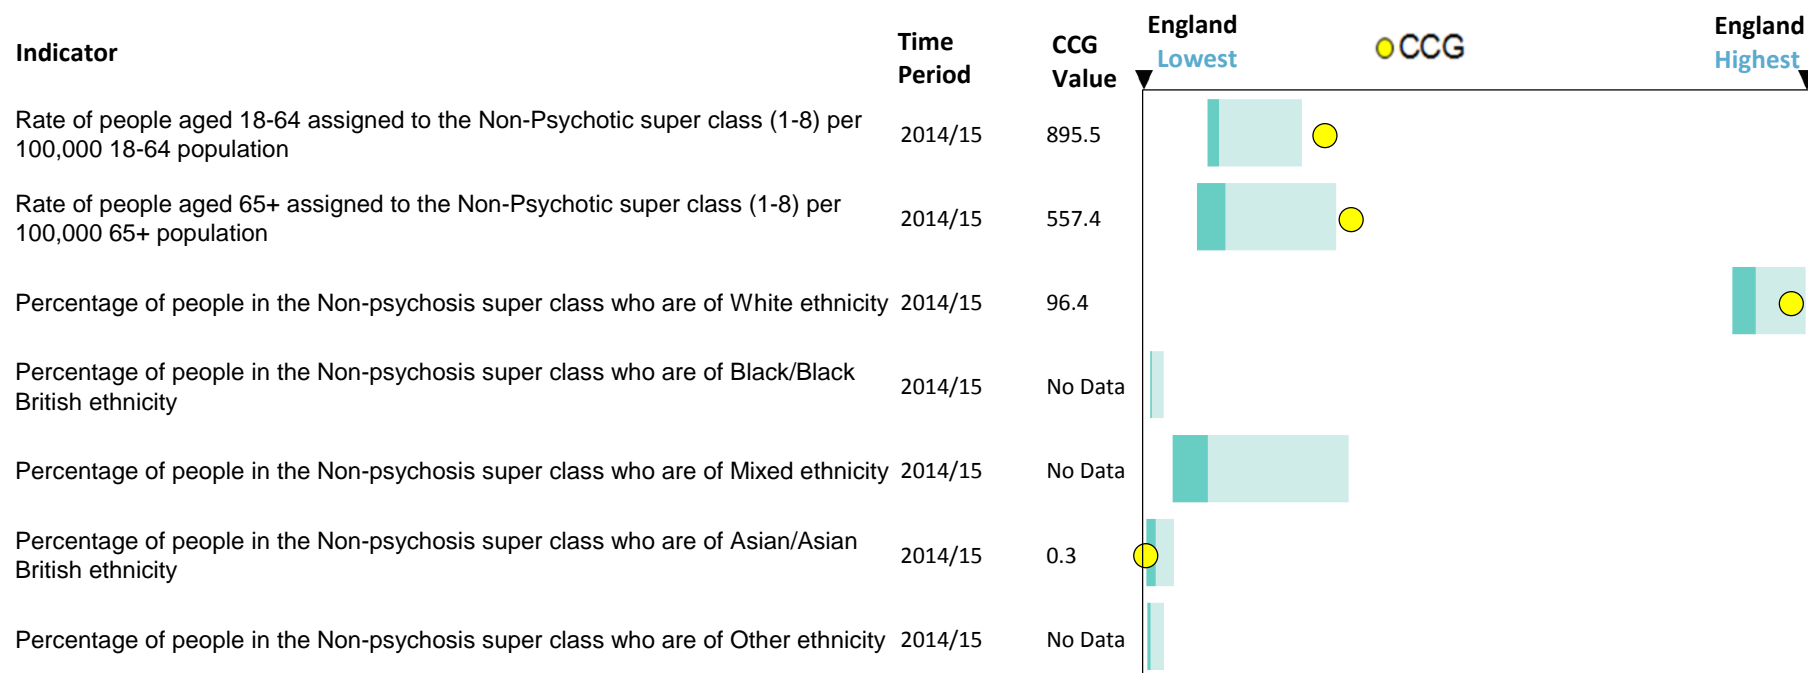 Indicator
Time
Period
CCG
Value
England
Lowest
CCG
England
Highest
Rate of people aged 18-64 assigned to the Non-Psychotic super class (1-8) per
100,000 18-64 population
2014/15
895.5
Rate of people aged 65+ assigned to the Non-Psychotic super class (1-8) per
100,000 65+ population
2014/15
557.4
Percentage of people in the Non-psychosis super class who are of White ethnicity
2014/15
96.4
Percentage of people in the Non-psychosis super class who are of Black/Black
British ethnicity
2014/15
No Data
Percentage of people in the Non-psychosis super class who are of Mixed ethnicity
2014/15
No Data
Percentage of people in the Non-psychosis super class who are of Asian/Asian
British ethnicity
2014/15
0.3
Percentage of people in the Non-psychosis super class who are of Other ethnicity
2014/15
No Data